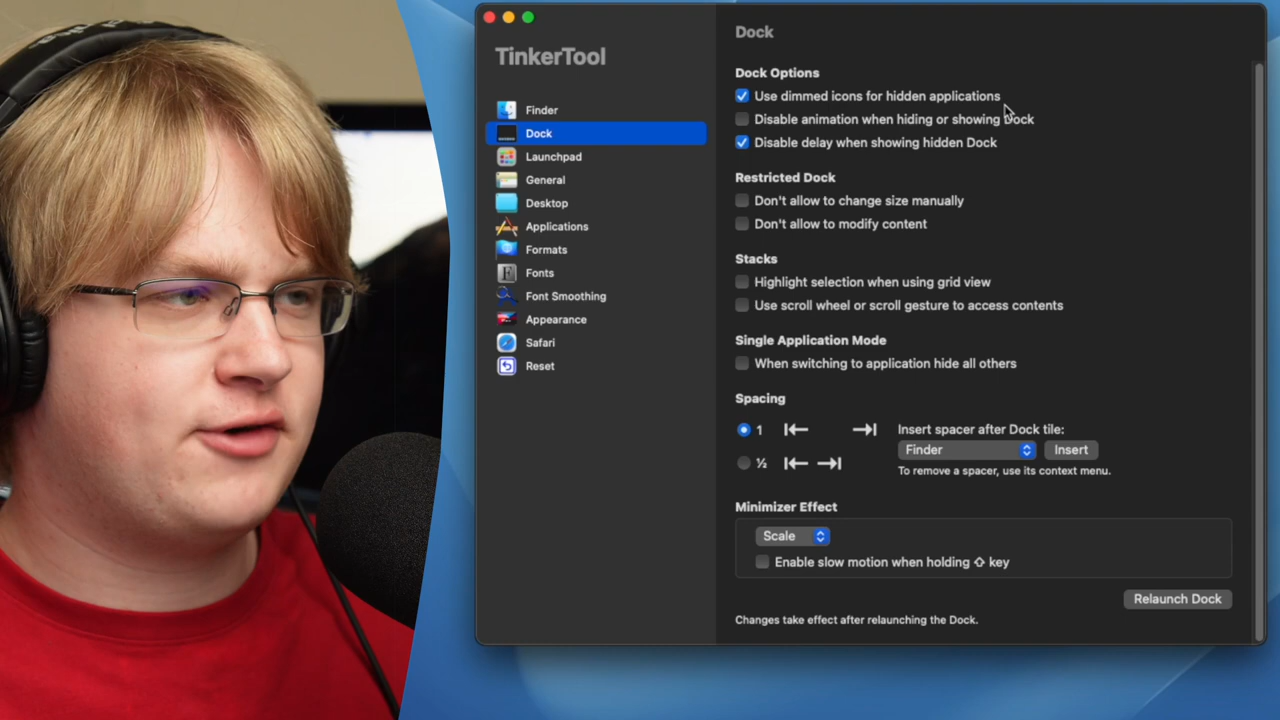 TinkerTool
Finder
Dock
Launchpad
General
Desktop
Applications
Formats
Fonts
Font Smoothing
Appearance
Safari
Reset
Dock
Dock Options
Use dimmed icons for hidden applications
Disable animation when hiding or showing Dock
Disable delay when showing hidden Dock
Restricted Dock
Don't allow to change size manually
Don't allow to modify content
Stacks
Highlight selection when using grid view
Use scroll wheel or scroll gesture to access contents
Single Application Mode
When switching to application hide all others
Spacing
1
½
Insert spacer after Dock tile:
Finder Insert
To remove a spacer, use its context menu.
Minimizer Effect
Scale
Enable slow motion when holding ⇧ key
Relaunch Dock
Changes take effect after relaunching the Dock.